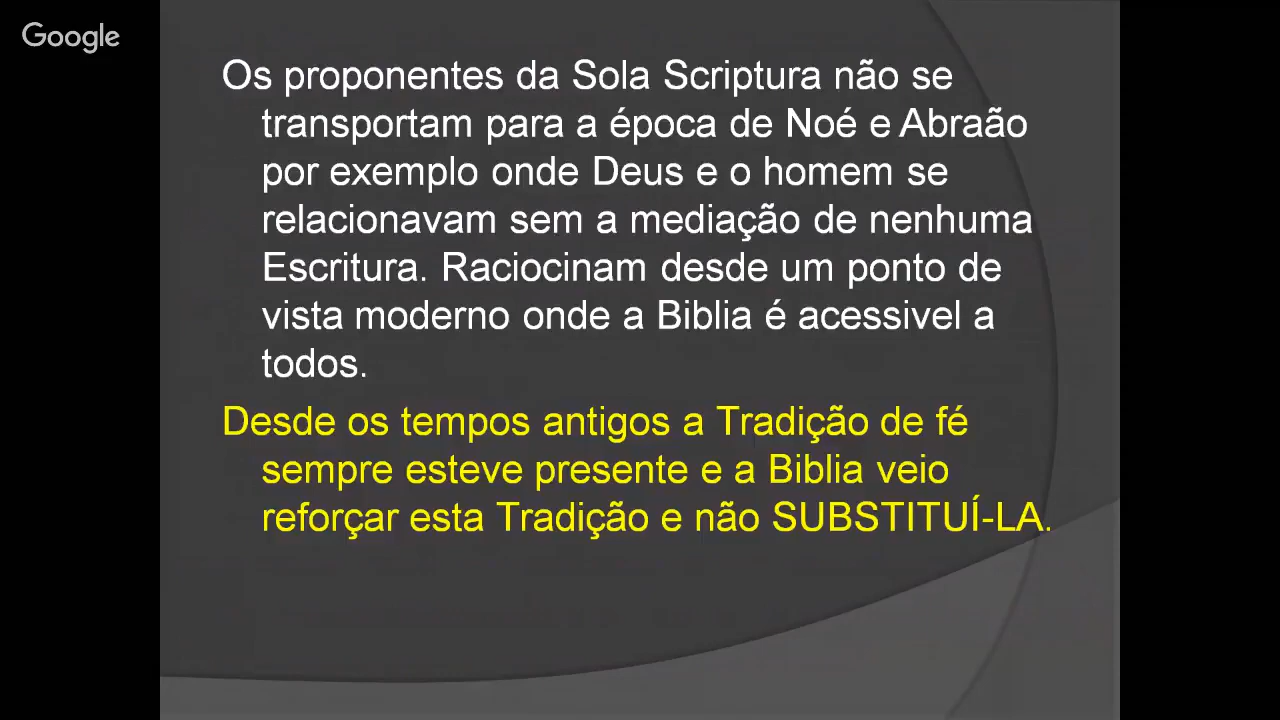 Google
Os proponentes da Sola Scriptura não se
transportam para a época de Noé e Abraão
por exemplo onde Deus e o homem se
relacionavam sem a mediação de nenhuma
Escritura. Raciocinam desde um ponto de
vista moderno onde a Biblia é acessivel a
todos.
Desde os tempos antigos a Tradição de fé
sempre esteve presente e a Biblia veio
reforçar esta Tradição e não SUBSTITUÍ-LA.